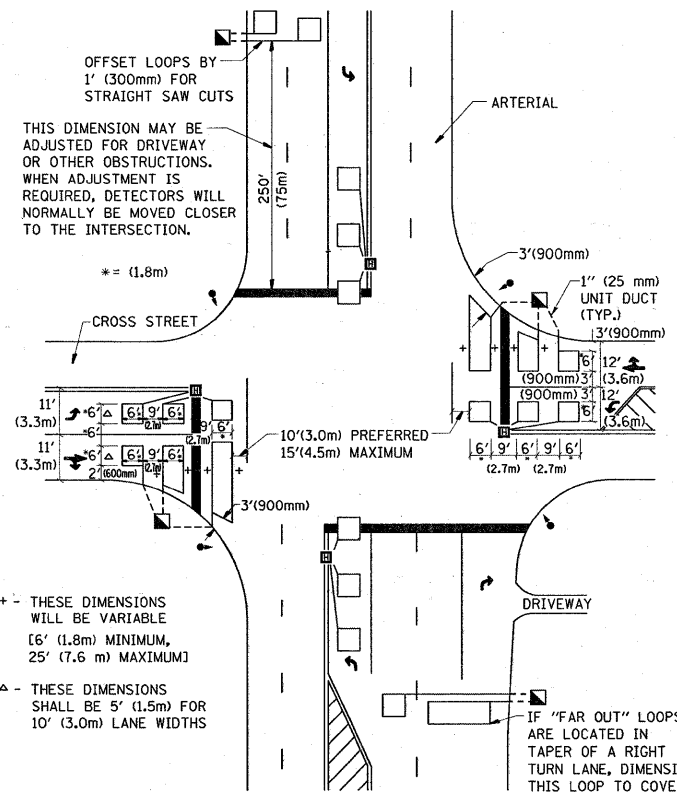 OFFSET LOOPS BY
1' (300mm) FOR
STRAIGHT SAW CUTS
ARTERIAL
THIS DIMENSION MAY BE
ADJUSTED FOR DRIVEWAY
OR OTHER OBSTRUCTIONS.
WHEN ADJUSTMENT IS
REQUIRED, DETECTORS WILL
NORMALLY BE MOVED CLOSER
TO THE INTERSECTION.
250'
(75m)
* = (1.8m)
3'(900mm)
1" (25 mm)
UNIT DUCT
(TYP.)
CROSS STREET
3'(900mm)
*6'
12'
(3.6m)
(900mm)3'
(900mm) 3'
12'
*6'
(3.6m)
11'
(3.3m)
*6'
6'
9'
6'
(2.7m)
*6'
9'
6'
*
(2.7m)
10'(3.0m) PREFERRED
15'(4.5m) MAXIMUM
6' 9' 6' 9' 6'
* * *
(2.7m) (2.7m)
11'
(3.3m)
*6'
6'
9'
6'
(2.7m)
2'
(600mm)
3'(900mm)
+ - THESE DIMENSIONS
WILL BE VARIABLE
[6' (1.8m) MINIMUM,
25' (7.6 m) MAXIMUM]
DRIVEWAY
△ - THESE DIMENSIONS
SHALL BE 5' (1.5m) FOR
10' (3.0m) LANE WIDTHS
IF "FAR OUT" LOOPS
ARE LOCATED IN
TAPER OF A RIGHT
TURN LANE, DIMENSI
THIS LOOP TO COVE